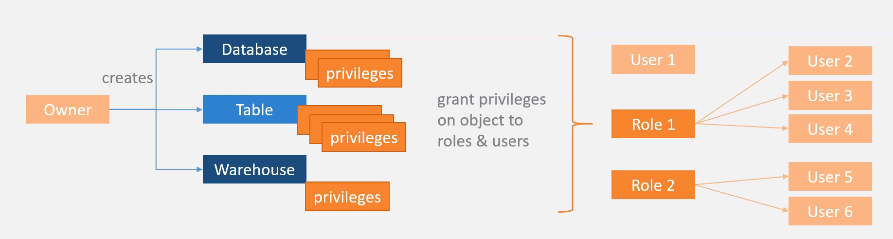 Owner
creates
Database
privileges
Table
privileges
Warehouse
privileges
grant privileges
on object to
roles & users
User 1
Role 1
Role 2
User 2
User 3
User 4
User 5
User 6